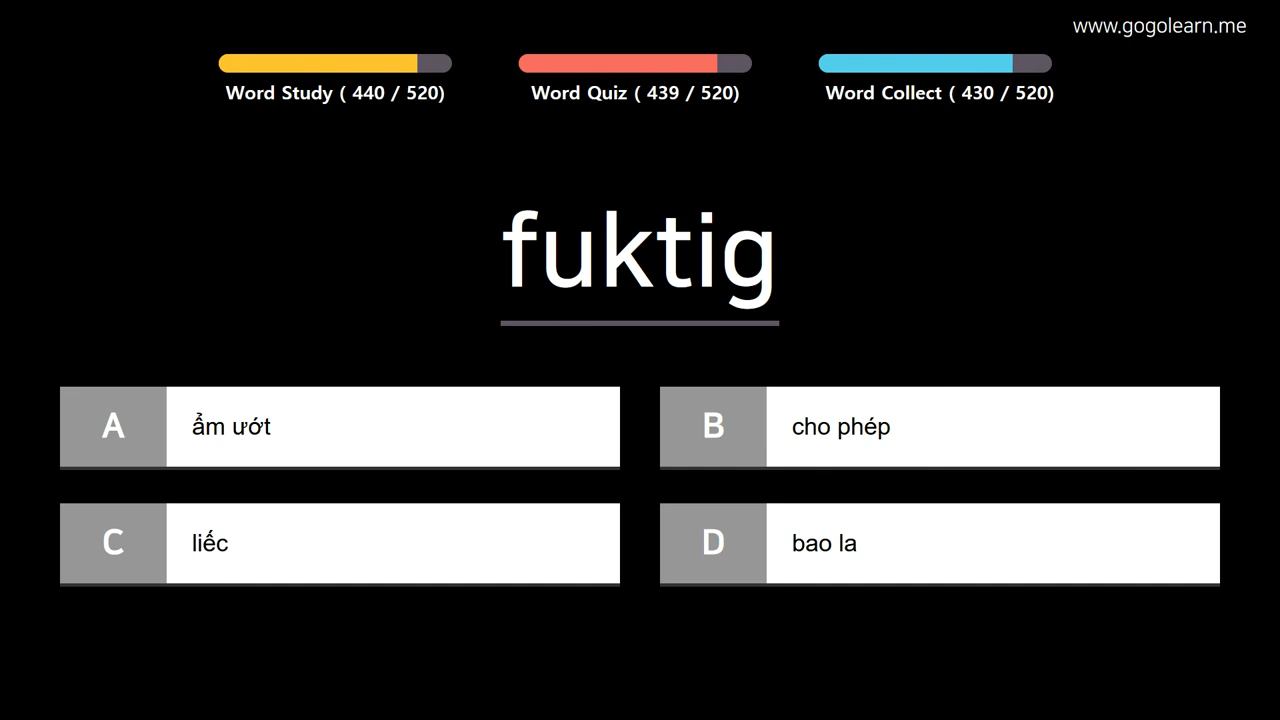 www.gogolearn.me
Word Study ( 440 / 520)
Word Quiz ( 439 / 520)
Word Collect ( 430 / 520)
fuktig
A ẩm ướt
B cho phép
C liếc
D bao la